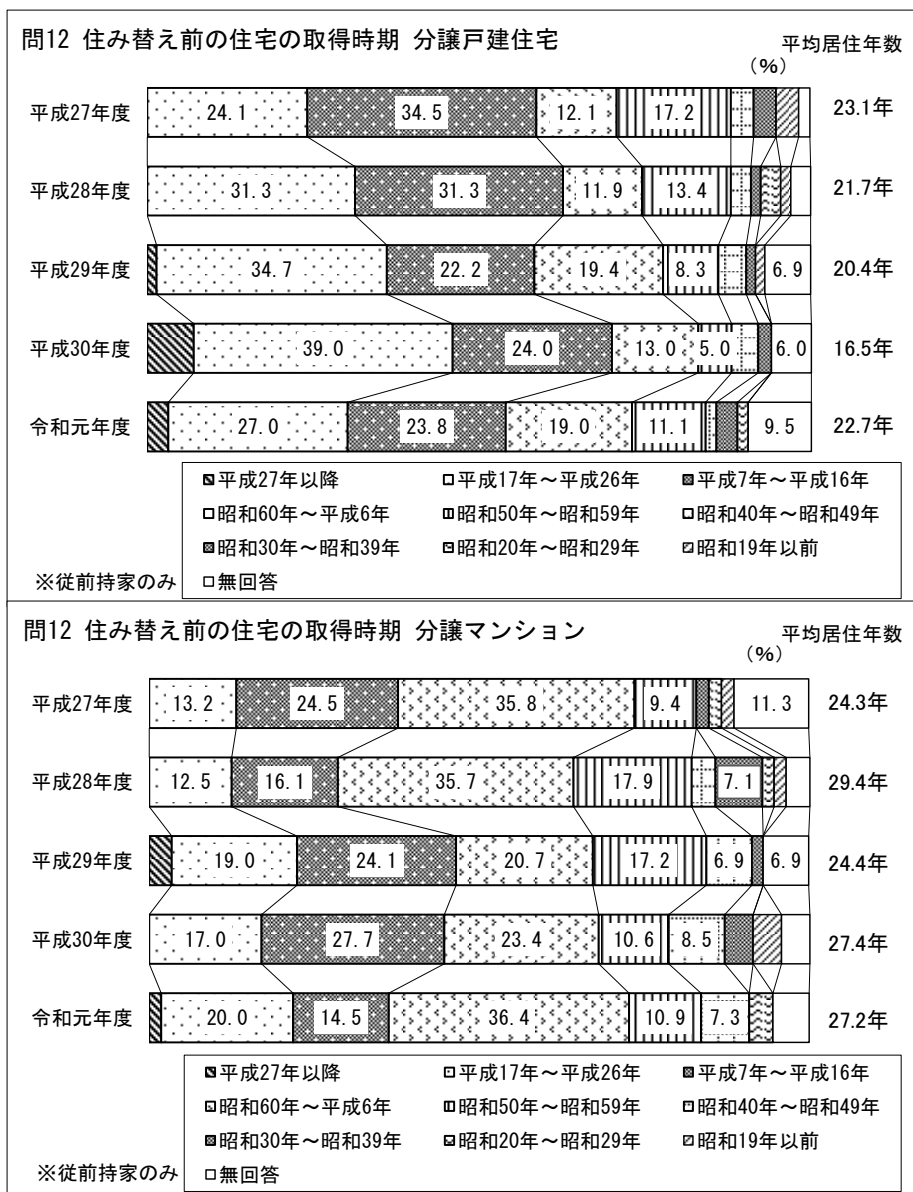 問12 住み替え前の住宅の取得時期 分譲戸建住宅
平均居住年数
(%)
平成27年度 24.1 34.5 12.1 17.2 23.1年
平成28年度 31.3 31.3 11.9 13.4 21.7年
平成29年度 34.7 22.2 19.4 8.3 6.9 20.4年
平成30年度 39.0 24.0 13.0 5.0 6.0 16.5年
令和元年度 27.0 23.8 19.0 11.1 9.5 22.7年
平成27年以降 平成17年~平成26年 平成7年~平成16年
昭和60年~平成6年 昭和50年~昭和59年 昭和40年~昭和49年
昭和30年~昭和39年 昭和20年~昭和29年 昭和19年以前
※従前持家のみ 無回答
問12 住み替え前の住宅の取得時期 分譲マンション
平均居住年数
(%)
平成27年度 13.2 24.5 35.8 9.4 11.3 24.3年
平成28年度 12.5 16.1 35.7 17.9 7.1 29.4年
平成29年度 19.0 24.1 20.7 17.2 6.9 6.9 24.4年
平成30年度 17.0 27.7 23.4 10.6 8.5 27.4年
令和元年度 20.0 14.5 36.4 10.9 7.3 27.2年
平成27年以降 平成17年~平成26年 平成7年~平成16年
昭和60年~平成6年 昭和50年~昭和59年 昭和40年~昭和49年
昭和30年~昭和39年 昭和20年~昭和29年 昭和19年以前
※従前持家のみ 無回答